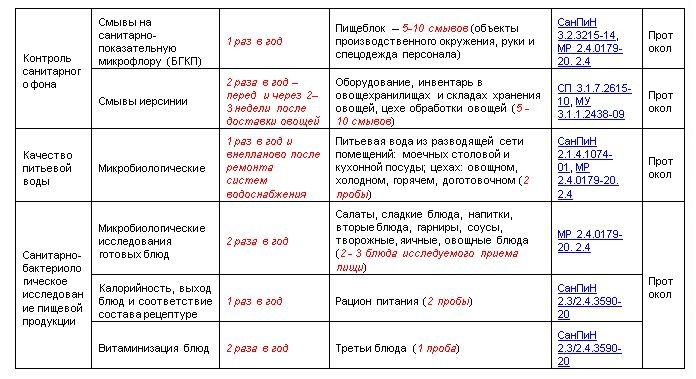 Контроль
санитарног
о фона
Смывы на
санитарно-
показательную
микрофлору (БГКП)
1 раз в год
Пищеблок – 5-10 смывов (объекты
производственного окружения, руки и
спецодежда персонала)
СанПиН
3.2.3215-14,
МР 2.4.0179-
20. 2.4
Прот
окол
Смывы иерсинии
2 раза в год –
перед и через 2–
3 недели после
доставки овощей
Оборудование, инвентарь в
овощехранилищах и складах хранения
овощей, цехе обработки овощей (5 -
10 смывов)
СП 3.1.7.2615-
10, МУ
3.1.1.2438-09
Прот
окол
Качество
питьевой
воды
Микробиологические
1 раз в год и
внепланово после
ремонта
систем
водоснабжения
Питьевая вода из разводящей сети
помещений: моечных столовой и
кухонной посуды; цехах: овощном,
холодном, горячем, доготовочном (2
пробы)
СанПиН
2.1.4.1074-
01, МР
2.4.0179-20.
2.4
Прот
окол
Санитарно-
бактериоло
гическое
исследован
ие пищевой
продукции
Микробиологические
исследования
готовых блюд
2 раза в год
Салаты, сладкие блюда, напитки,
вторые блюда, гарниры, соусы,
творожные, яичные, овощные блюда
(2 - 3 блюда исследуемого приема
пищи)
МР 2.4.0179-
20. 2.4
Прот
окол
Калорийность, выход
блюд и соответствие
состава рецептуре
1 раз в год
Рацион питания (2 пробы)
СанПиН
2.3/2.4.3590-
20
Витаминизация блюд
2 раза в год
Третьи блюда (1 проба)
СанПиН
2.3/2.4.3590-
20